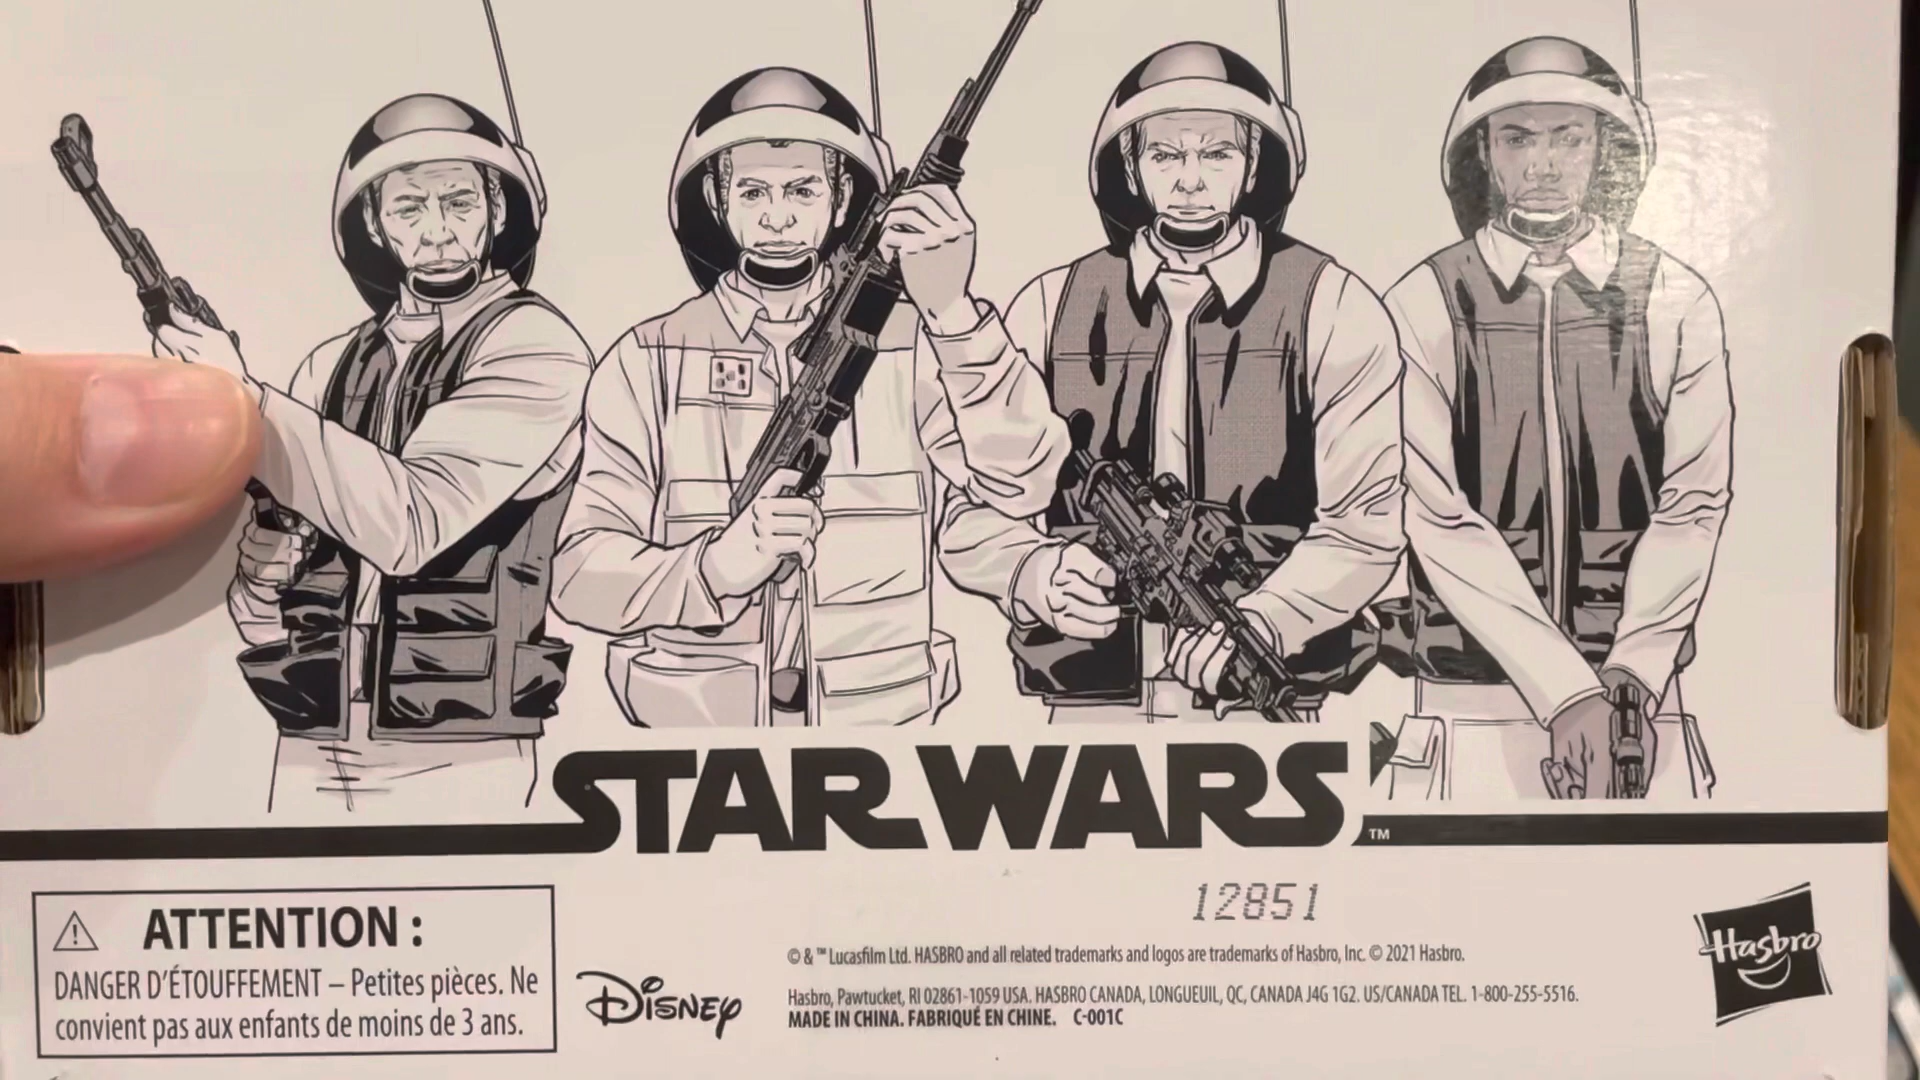 STAR WARS
TM
12851
⚠ ATTENTION :
DANGER D'ÉTOUFFEMENT – Petites pièces. Ne
convient pas aux enfants de moins de 3 ans.
Disney
© & ™ Lucasfilm Ltd. HASBRO and all related trademarks and logos are trademarks of Hasbro, Inc. © 2021 Hasbro.
Hasbro, Pawtucket, RI 02861-1059 USA. HASBRO CANADA, LONGUEUIL, QC, CANADA J4G 1G2. US/CANADA TEL. 1-800-255-5516.
MADE IN CHINA. FABRIQUÉ EN CHINE. C-001C
Hasbro